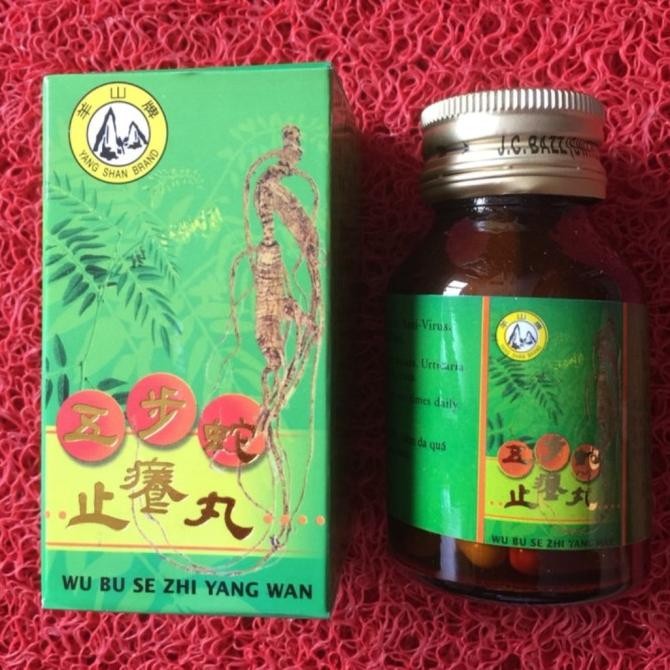 羊山牌
YANG SHAN BRAND
五步蛇
止癢丸
WU BU SE ZHI YANG WAN
J.C.BAZZ
Anti-Virus.
Urticaria
times daily
da quá
羊山牌
YANG SHAN BRAND
五步蛇
止癢丸
WU BU SE ZHI YANG WAN